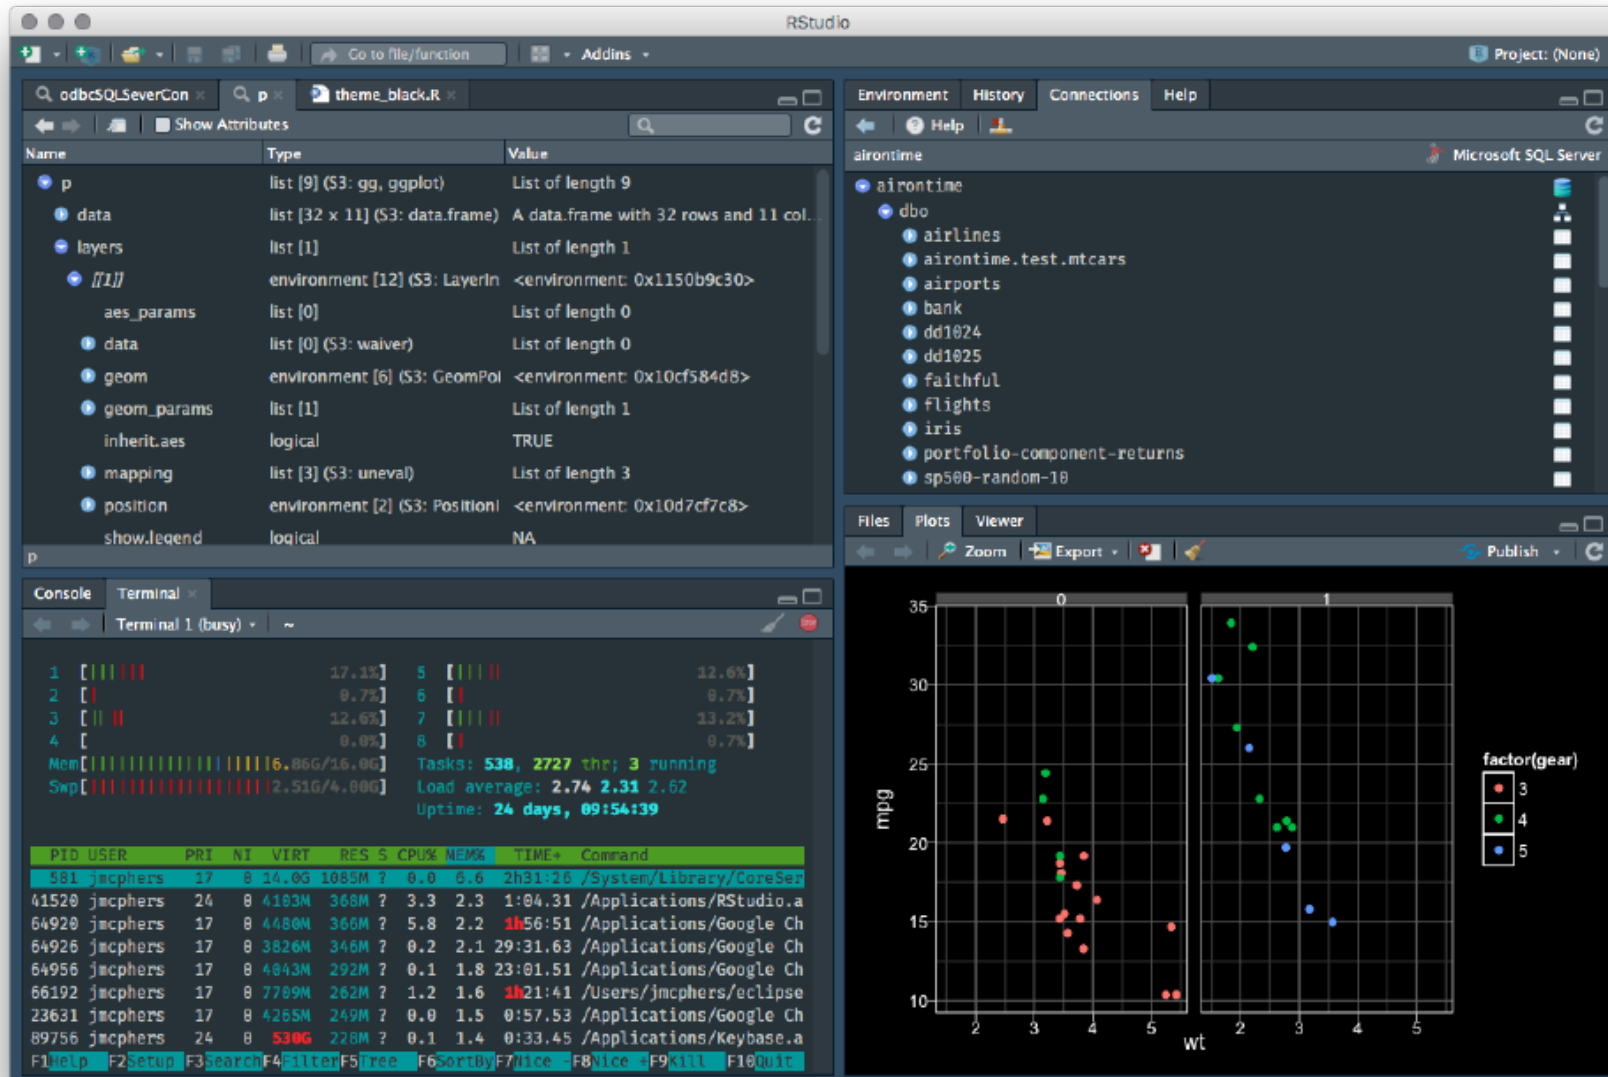 RStudio
Go to file/function Addins Project: (None)
odbcSQLSeverCon p theme_black.R
Show Attributes
Name Type Value
p list [9] (S3: gg, ggplot) List of length 9
data list [32 x 11] (S3: data.frame) A data.frame with 32 rows and 11 col...
layers list [1] List of length 1
[[1]] environment [12] (S3: LayerIn <environment: 0x1150b9c30>
aes_params list [0] List of length 0
data list [0] (S3: waiver) List of length 0
geom environment [6] (S3: GeomPoi <environment: 0x10cf584d8>
geom_params list [1] List of length 1
inherit.aes logical TRUE
mapping list [3] (S3: uneval) List of length 3
position environment [2] (S3: PositionI <environment: 0x10d7cf7c8>
show.legend logical NA
p
Environment History Connections Help
Help
airontime Microsoft SQL Server
airontime
dbo
airlines
airontime.test.mtcars
airports
bank
dd1024
dd1025
faithful
flights
iris
portfolio-component-returns
sp500-random-10
Console Terminal
Terminal 1 (busy) ~
1 [|||||| 17.1%] 5 [||||| 12.6%]
2 [| 0.7%] 6 [| 0.7%]
3 [|||| 12.6%] 7 [||||| 13.2%]
4 [ 0.0%] 8 [| 0.7%]
Mem[6.86G/16.0G] Tasks: 538, 2727 thr; 3 running
Swp[2.51G/4.00G] Load average: 2.74 2.31 2.62
Uptime: 24 days, 09:54:39
PID USER PRI NI VIRT RES S CPU% MEM% TIME+ Command
581 jmcphers 17 0 14.0G 1085M ? 0.0 6.6 2h31:26 /System/Library/CoreSer
41520 jmcphers 24 0 4103M 368M ? 3.3 2.3 1:04.31 /Applications/RStudio.a
64920 jmcphers 17 0 4480M 366M ? 5.8 2.2 1h56:51 /Applications/Google Ch
64926 jmcphers 17 0 3826M 346M ? 0.2 2.1 29:31.63 /Applications/Google Ch
64956 jmcphers 17 0 4043M 292M ? 0.1 1.8 23:01.51 /Applications/Google Ch
66192 jmcphers 17 0 7709M 262M ? 1.2 1.6 1h21:41 /Users/jmcphers/eclipse
23631 jmcphers 17 0 4265M 249M ? 0.0 1.5 0:57.53 /Applications/Google Ch
89756 jmcphers 24 0 530G 228M ? 0.1 1.4 0:33.45 /Applications/Keybase.a
F1Help F2Setup F3SearchF4FilterF5Tree F6SortByF7Nice -F8Nice +F9Kill F10Quit
Files Plots Viewer
Zoom Export Publish
0 1
35
30
25
20
15
10
mpg
2 3 4 5 2 3 4 5
wt
factor(gear)
3
4
5